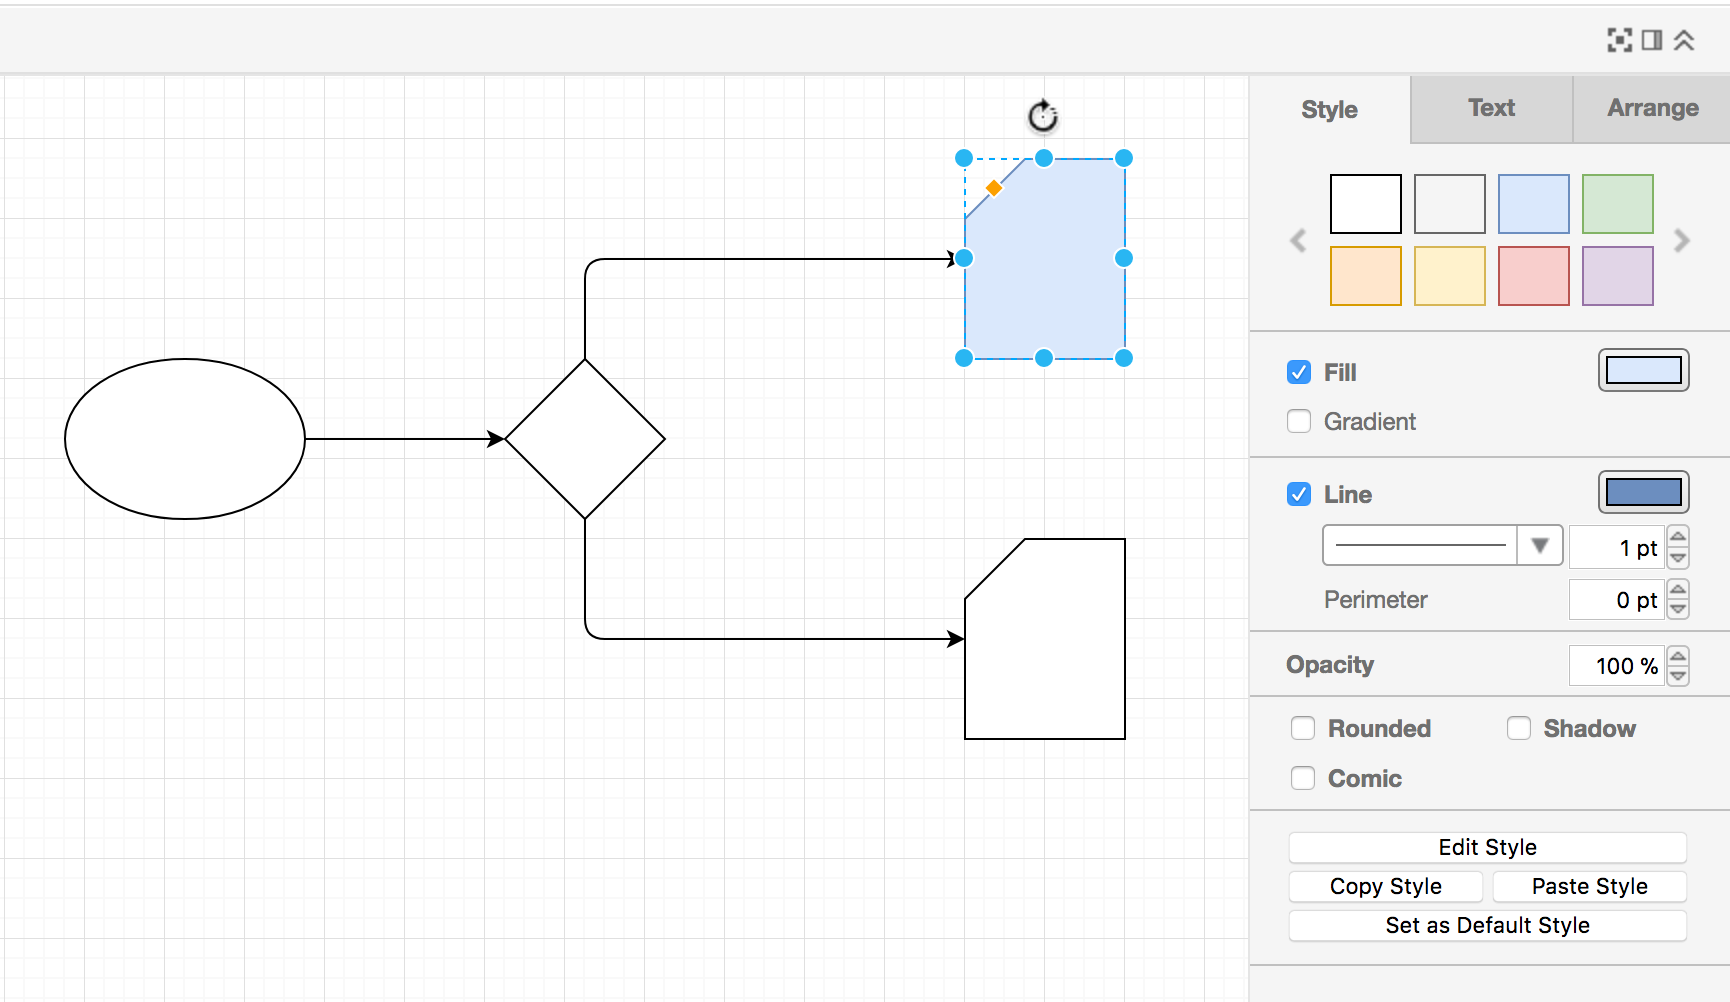 Style Text Arrange
Fill
Gradient
Line
1 pt
Perimeter 0 pt
Opacity 100 %
Rounded Shadow
Comic
Edit Style
Copy Style Paste Style
Set as Default Style